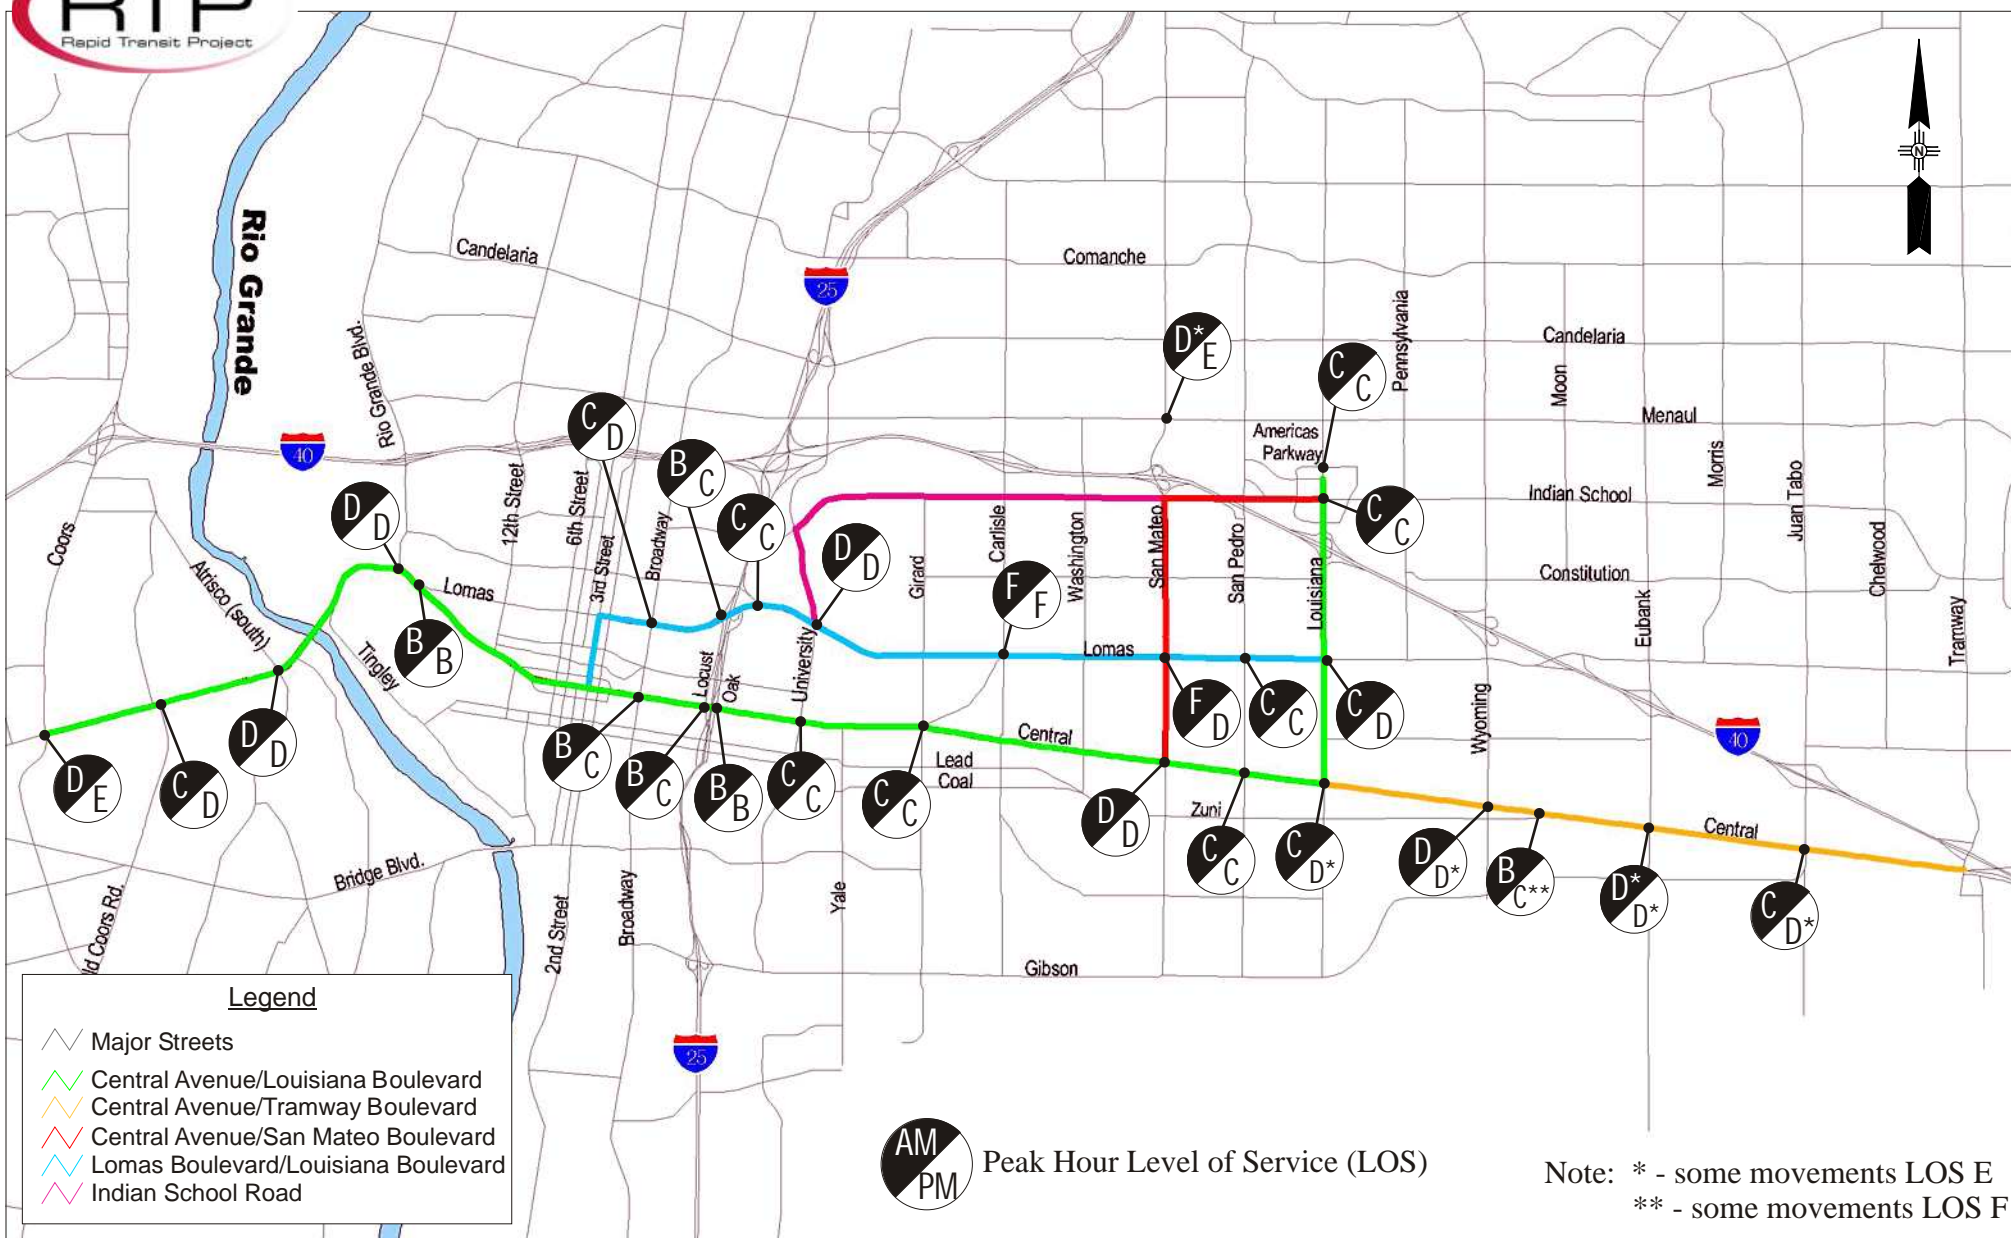 RTP
Rapid Transit Project
N
Rio Grande
Candelaria
25
Comanche
Rio Grande Blvd.
Pennsylvania
D*
E
C
C
Candelaria
Moon
Menaul
40
C
D
B
C
Americas
Parkway
Morris
Juan Tabo
12th Street
6th Street
Broadway
Indian School
D
D
C
C
C
C
Coors
3rd Street
D
D
Girard
Carlisle
Washington
San Mateo
San Pedro
Louisiana
Constitution
Chelwood
Atrisco (south)
Lomas
F
F
Eubank
Tramway
B
B
Tingley
University
Lomas
Locust
Oak
F
D
C
C
C
D
Wyoming
40
D
D
Central
Lead
Coal
B
C
D
E
C
D
B
C
B
B
C
C
C
C
D
D
Zuni
Central
C
C
C
D*
D
D*
B
C**
D*
D*
C
D*
Bridge Blvd.
ld Coors Rd.
2nd Street
Broadway
Yale
Gibson
25
Legend
Major Streets
Central Avenue/Louisiana Boulevard
Central Avenue/Tramway Boulevard
Central Avenue/San Mateo Boulevard
Lomas Boulevard/Louisiana Boulevard
Indian School Road
AM
PM
Peak Hour Level of Service (LOS)
Note: * - some movements LOS E
** - some movements LOS F